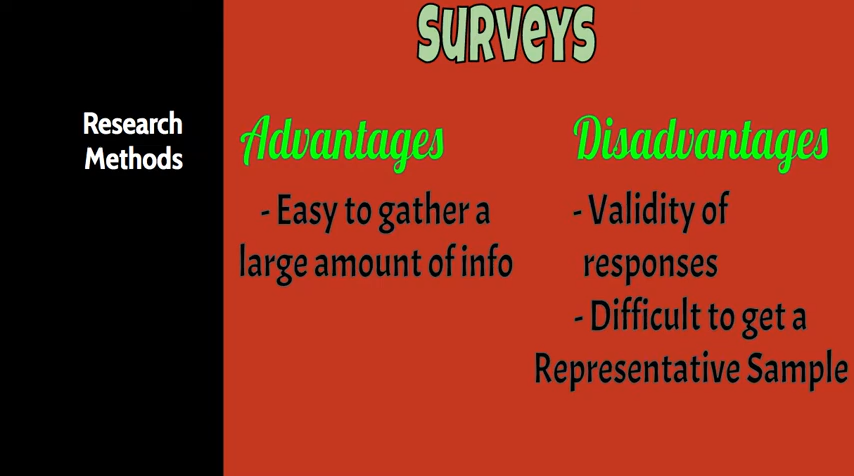 Surveys
Research
Methods
Advantages
- Easy to gather a
large amount of info
Disadvantages
- Validity of
responses
- Difficult to get a
Representative Sample